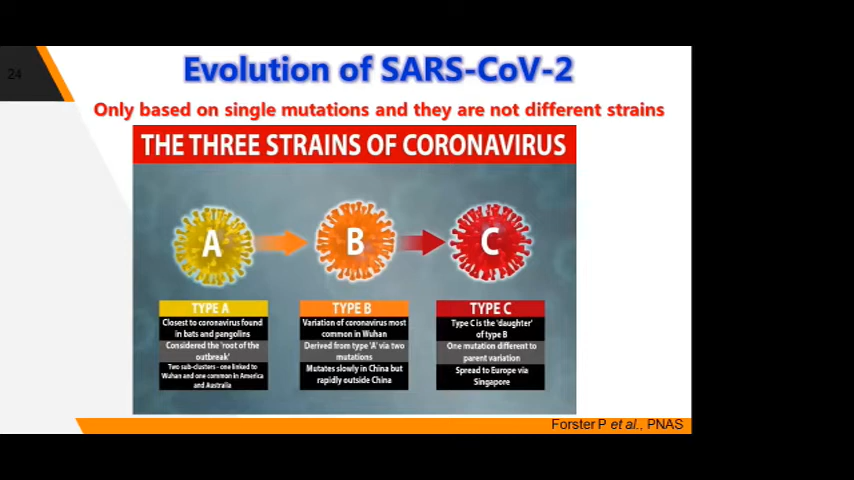 24
Evolution of SARS-CoV-2
Only based on single mutations and they are not different strains
THE THREE STRAINS OF CORONAVIRUS
A
B
C
TYPE A
Closest to coronavirus found
in bats and pangolins
Considered the 'root of the
outbreak'
Two sub-clusters - one linked to
Wuhan and one common in America
and Australia
TYPE B
Variation of coronavirus most
common in Wuhan
Derived from type 'A' via two
mutations
Mutates slowly in China but
rapidly outside China
TYPE C
Type C is the 'daughter'
of type B
One mutation different to
parent variation
Spread to Europe via
Singapore
Forster P et al., PNAS